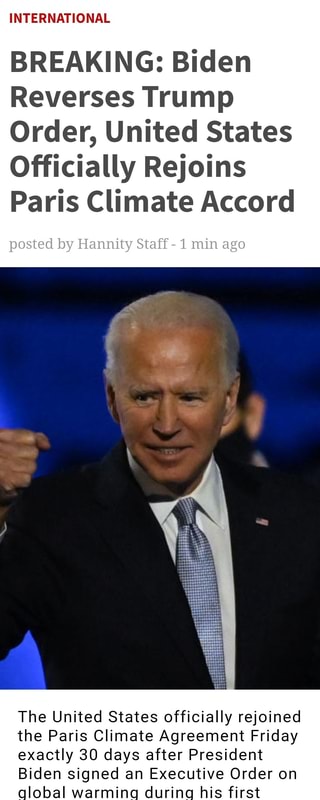 INTERNATIONAL
BREAKING: Biden
Reverses Trump
Order, United States
Officially Rejoins
Paris Climate Accord
posted by Hannity Staff - 1 min ago
The United States officially rejoined
the Paris Climate Agreement Friday
exactly 30 days after President
Biden signed an Executive Order on
global warming during his first